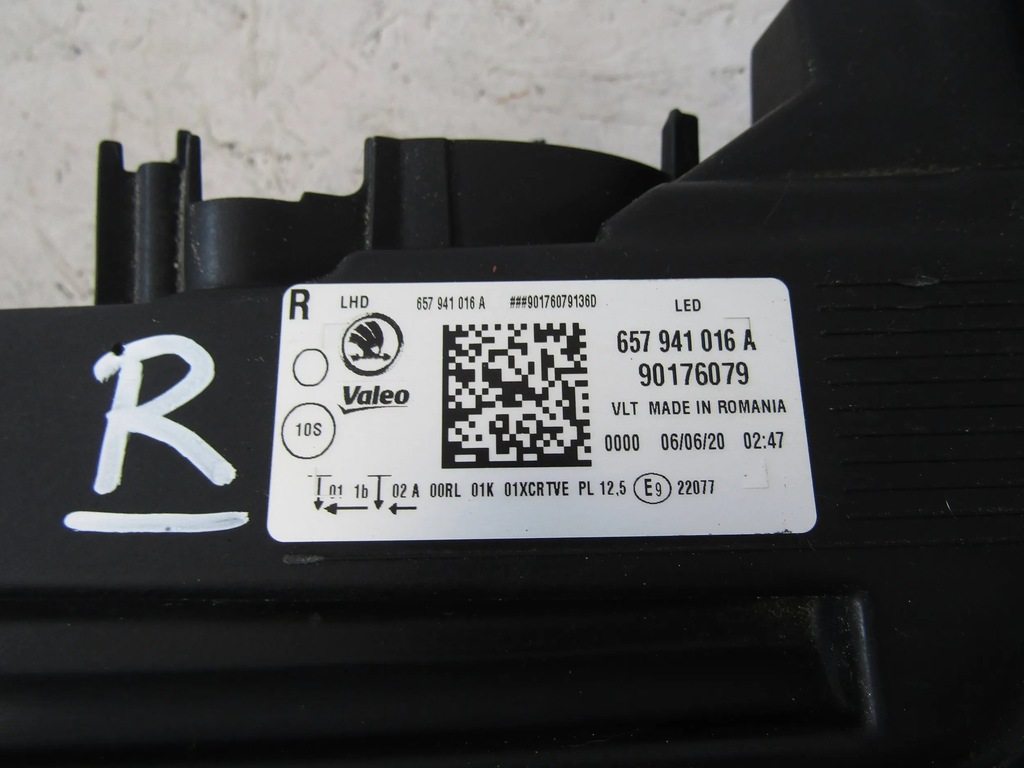 R LHD 657 941 016 A ###90176079136D LED
Valeo
657 941 016 A
90176079
VLT MADE IN ROMANIA
10S
0000 06/06/20 02:47
01 1b 02 A 00RL 01K 01XCRTVE PL 12,5 E9 22077
R